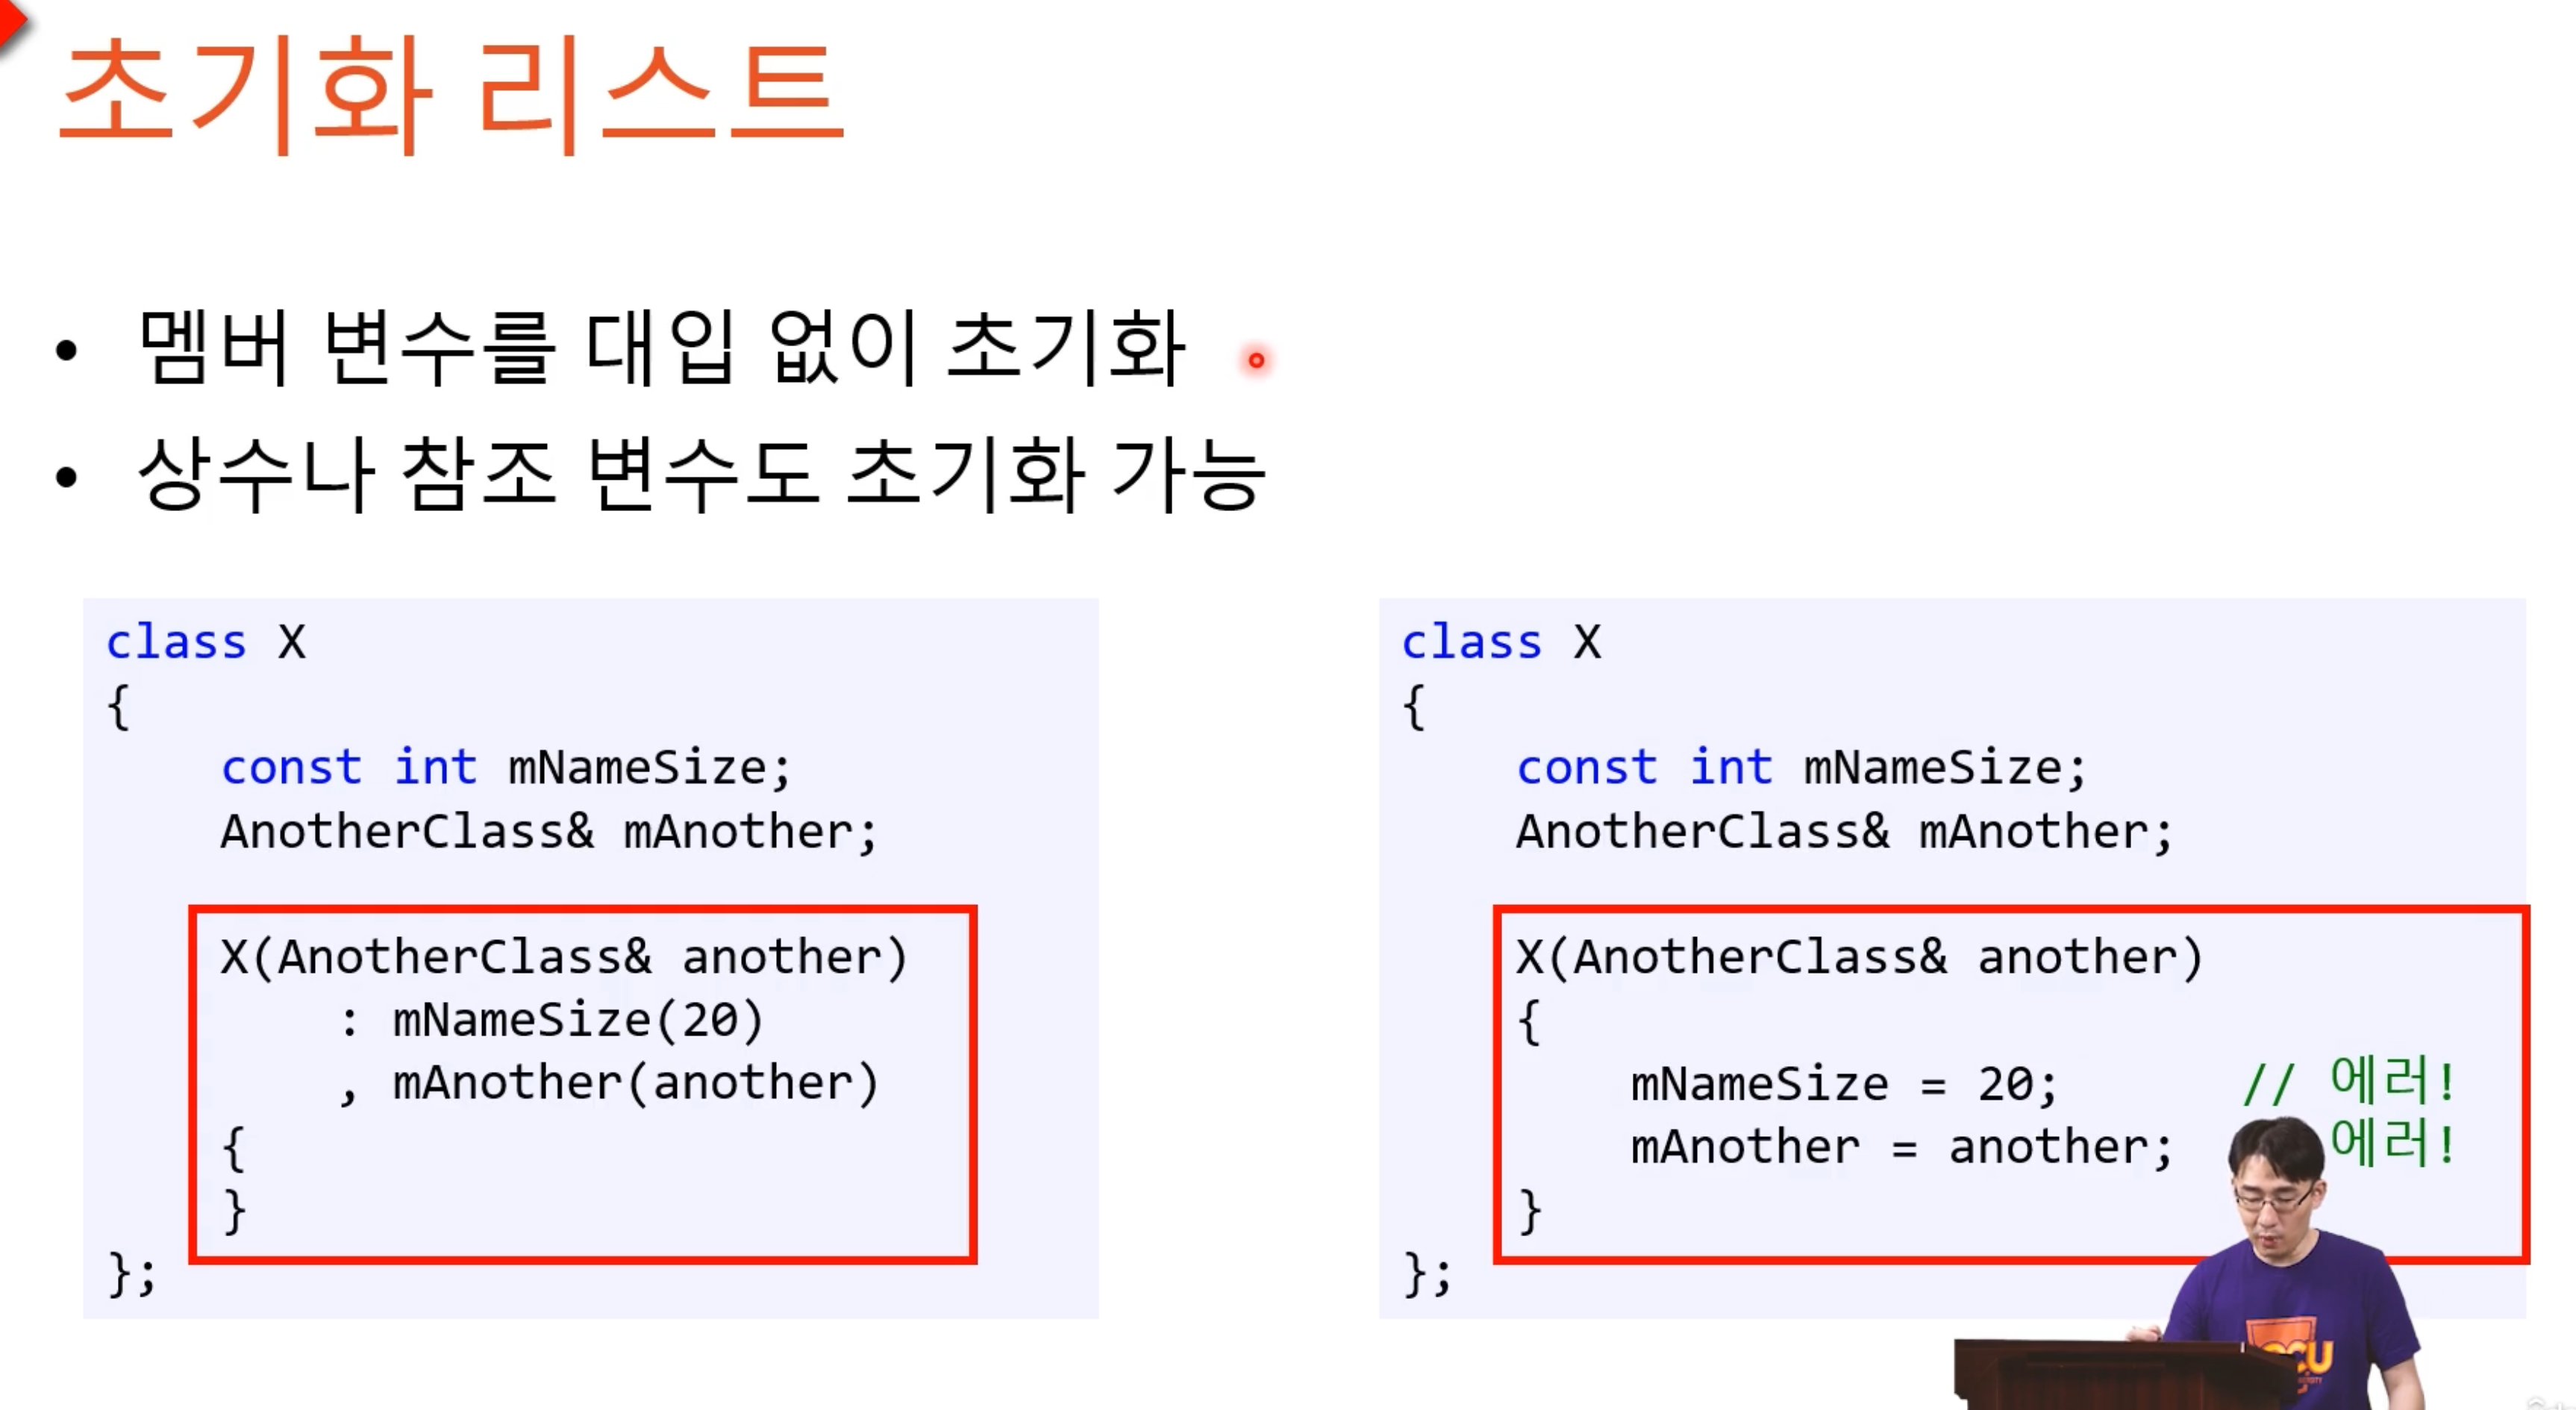 초기화 리스트
• 멤버 변수를 대입 없이 초기화
• 상수나 참조 변수도 초기화 가능
class X
{
const int mNameSize;
AnotherClass& mAnother;
X(AnotherClass& another)
: mNameSize(20)
, mAnother(another)
{
}
};
class X
{
const int mNameSize;
AnotherClass& mAnother;
X(AnotherClass& another)
{
mNameSize = 20; // 에러!
mAnother = another; 에러!
}
};